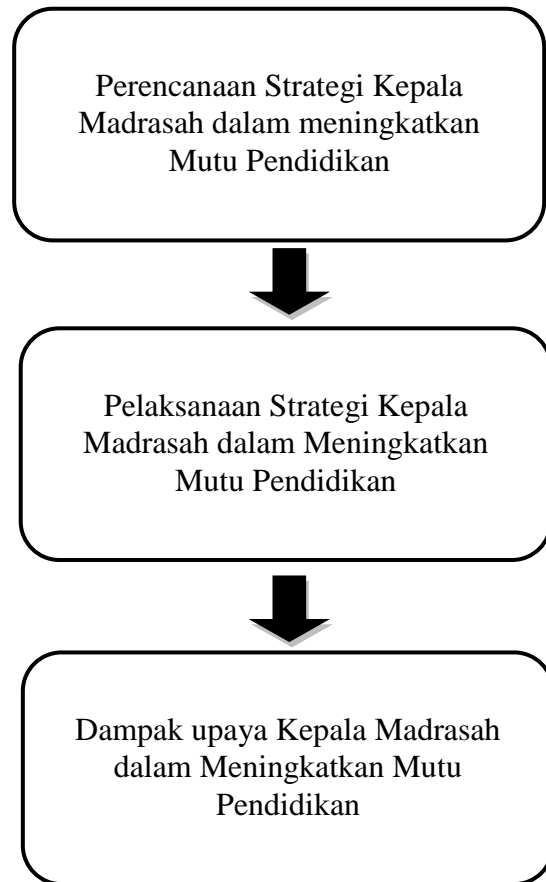 Perencanaan Strategi Kepala
Madrasah dalam meningkatkan
Mutu Pendidikan
Pelaksanaan Strategi Kepala
Madrasah dalam Meningkatkan
Mutu Pendidikan
Dampak upaya Kepala Madrasah
dalam Meningkatkan Mutu
Pendidikan